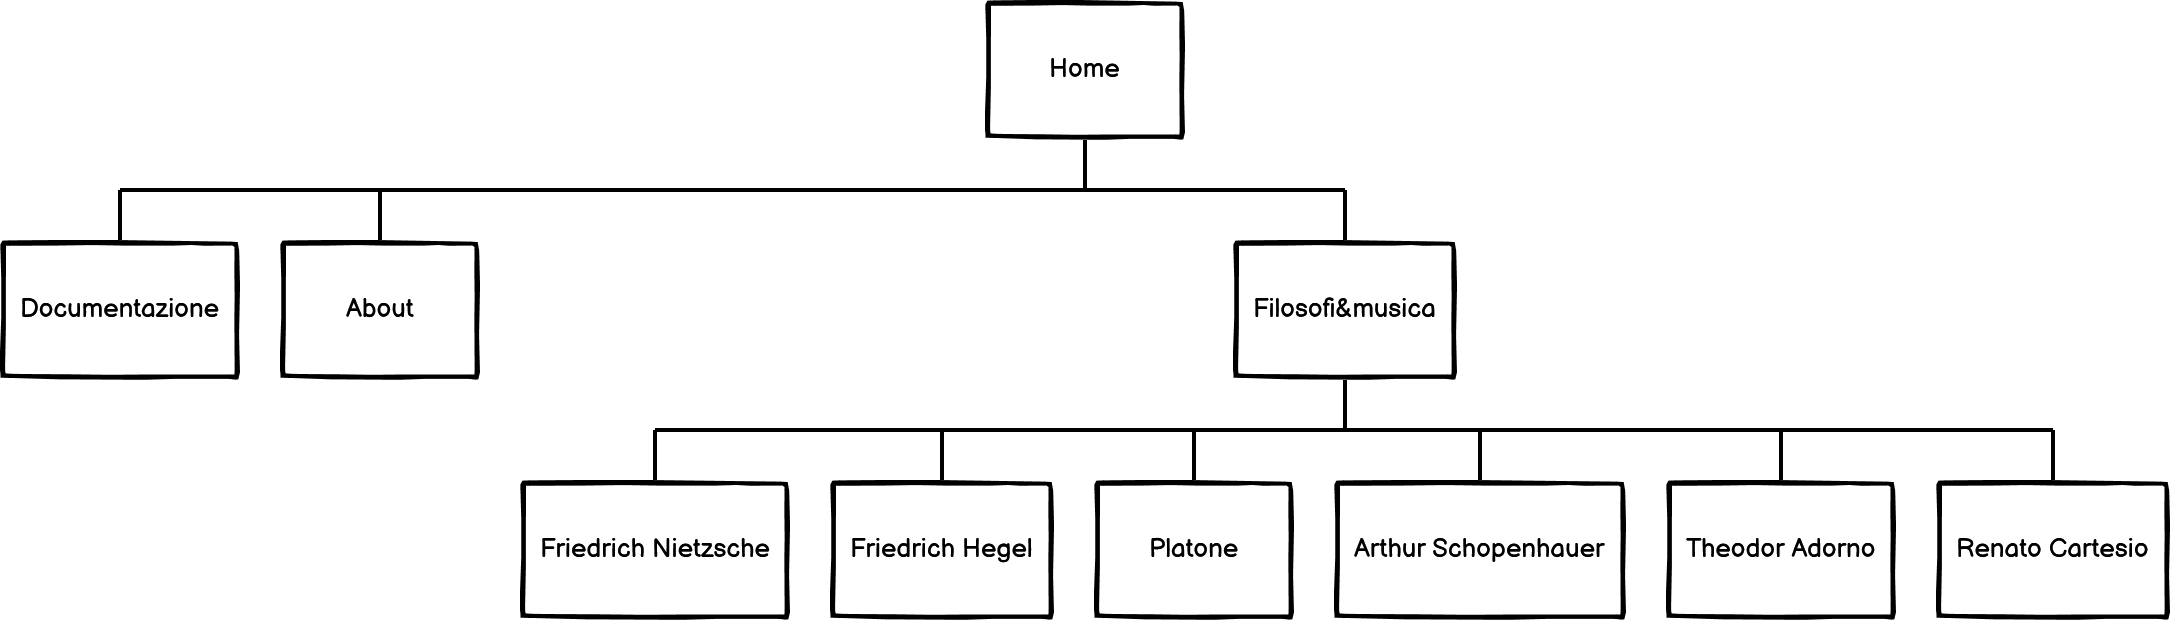 Home
Documentazione
About
Filosofi&musica
Friedrich Nietzsche
Friedrich Hegel
Platone
Arthur Schopenhauer
Theodor Adorno
Renato Cartesio